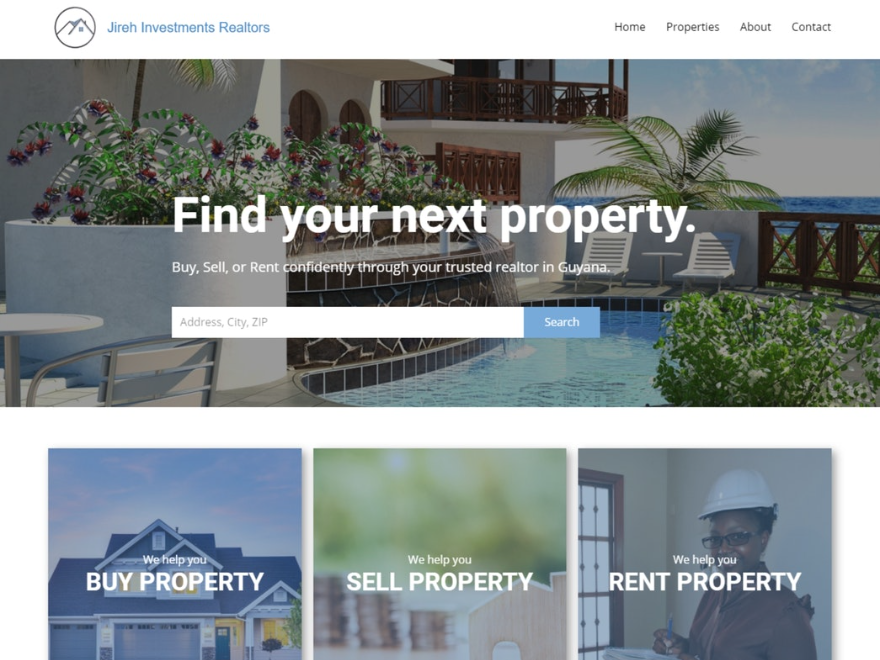 Jireh Investments Realtors
Home
Properties
About
Contact
Find your next property.
Buy, Sell, or Rent confidently through your trusted realtor in Guyana.
Address, City, ZIP
Search
We help you
BUY PROPERTY
We help you
SELL PROPERTY
We help you
RENT PROPERTY